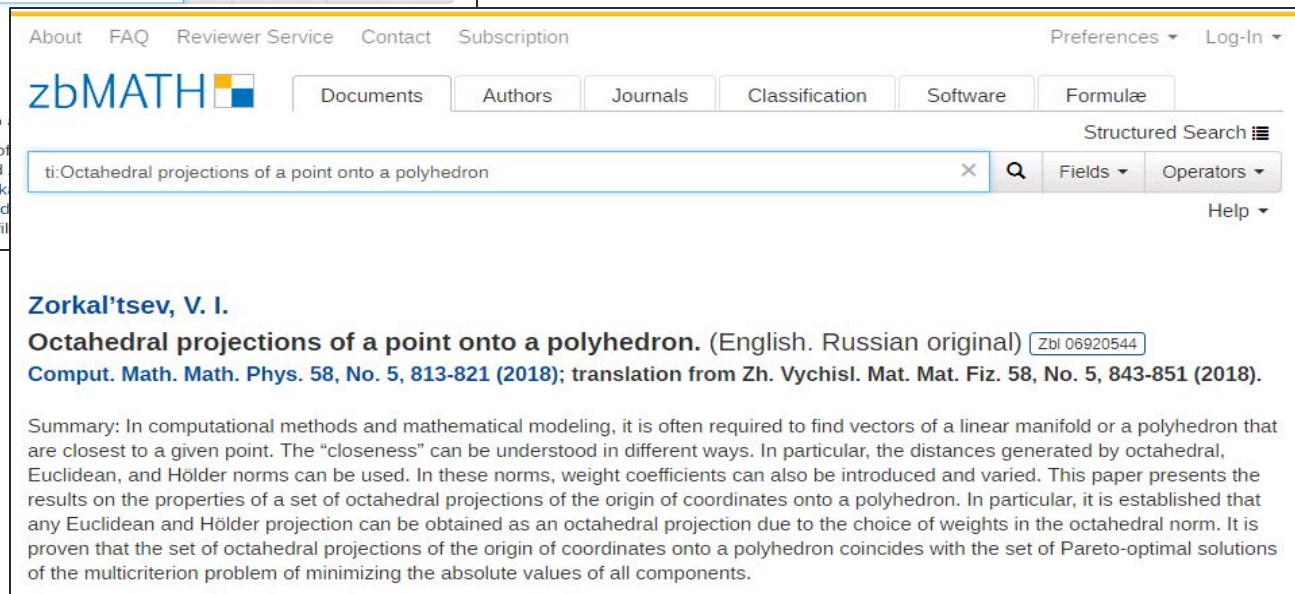 About FAQ Reviewer Service Contact Subscription Preferences Log-In
zbMATH Documents Authors Journals Classification Software Formulæ
Structured Search
ti:Octahedral projections of a point onto a polyhedron × Fields Operators
Help
Zorkal’tsev, V. I.
Octahedral projections of a point onto a polyhedron. (English. Russian original) Zbl 06920544
Comput. Math. Math. Phys. 58, No. 5, 813-821 (2018); translation from Zh. Vychisl. Mat. Mat. Fiz. 58, No. 5, 843-851 (2018).
Summary: In computational methods and mathematical modeling, it is often required to find vectors of a linear manifold or a polyhedron that
are closest to a given point. The “closeness” can be understood in different ways. In particular, the distances generated by octahedral,
Euclidean, and Hölder norms can be used. In these norms, weight coefficients can also be introduced and varied. This paper presents the
results on the properties of a set of octahedral projections of the origin of coordinates onto a polyhedron. In particular, it is established that
any Euclidean and Hölder projection can be obtained as an octahedral projection due to the choice of weights in the octahedral norm. It is
proven that the set of octahedral projections of the origin of coordinates onto a polyhedron coincides with the set of Pareto-optimal solutions
of the multicriterion problem of minimizing the absolute values of all components.